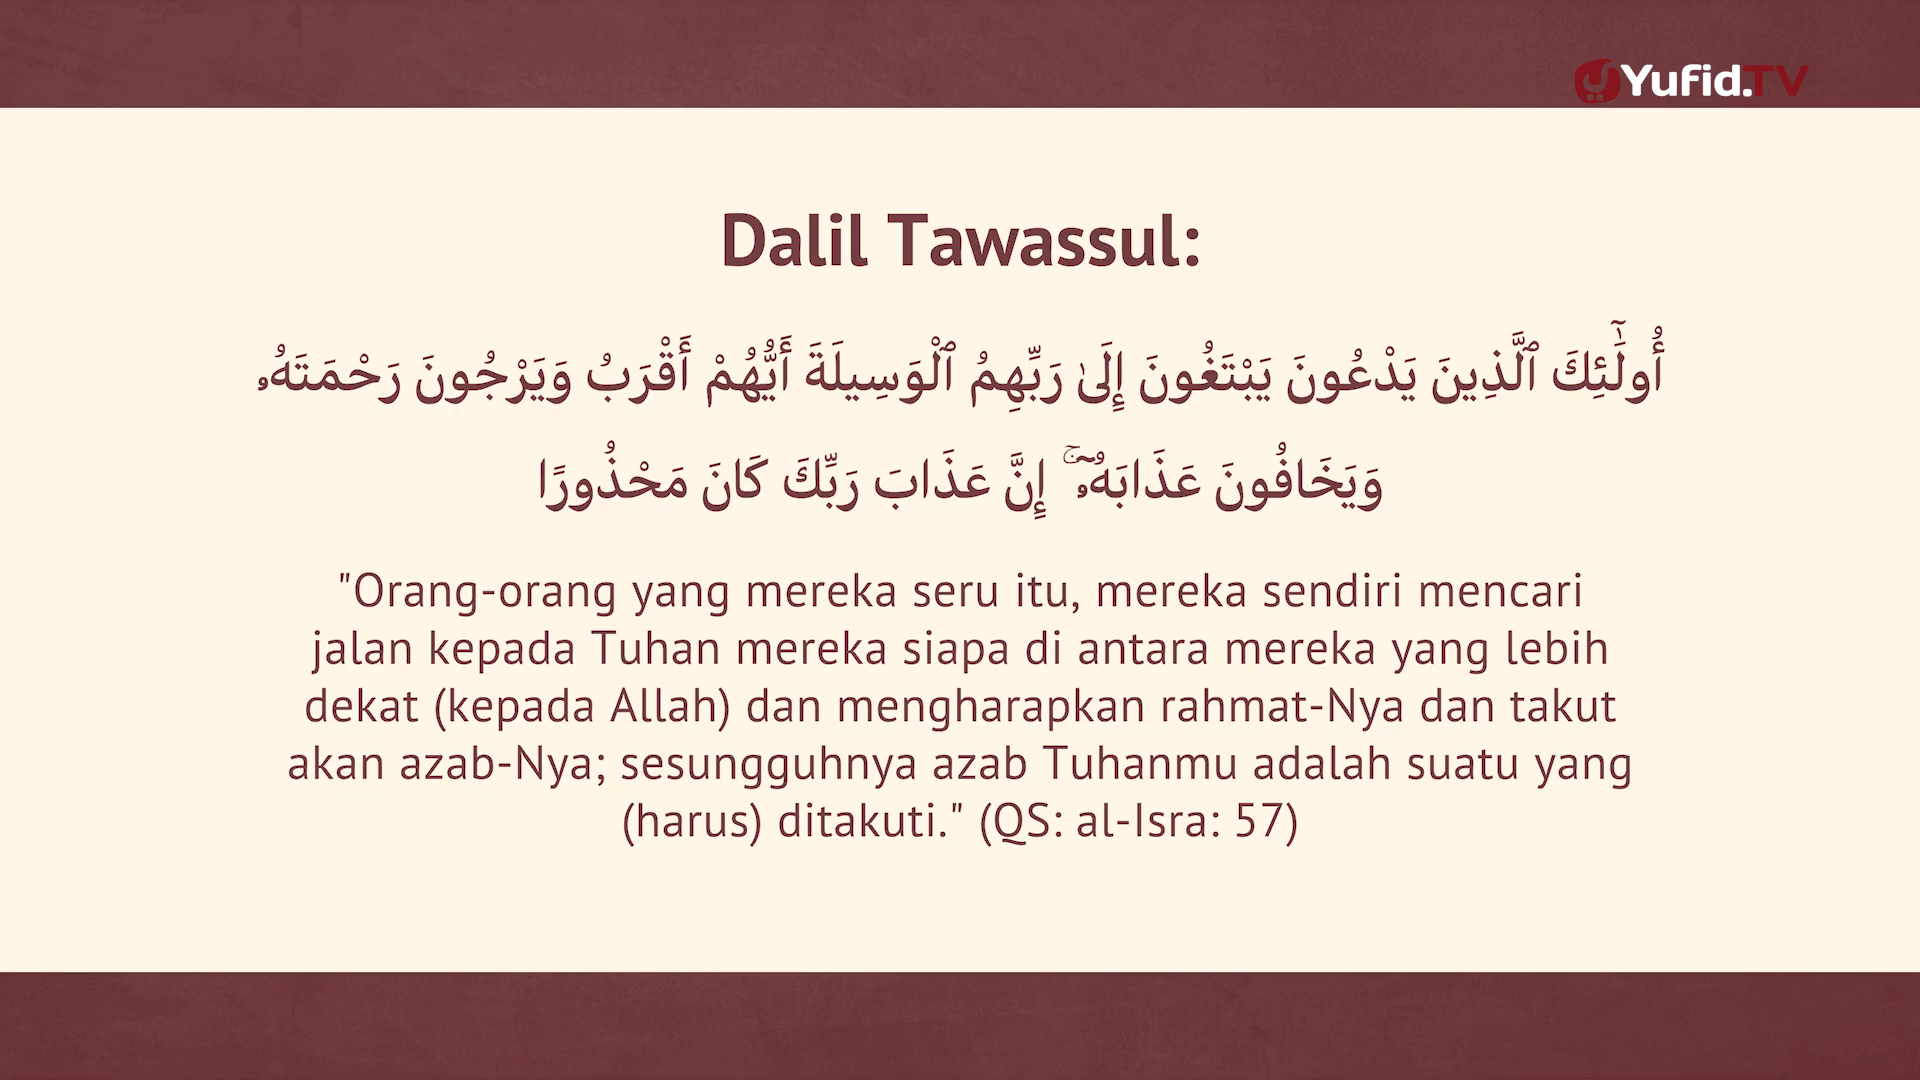 Yufid.TV
Dalil Tawassul:
أُولَٰٓئِكَ ٱلَّذِينَ يَدْعُونَ يَبْتَغُونَ إِلَىٰ رَبِّهِمُ ٱلْوَسِيلَةَ أَيُّهُمْ أَقْرَبُ وَيَرْجُونَ رَحْمَتَهُۥ
وَيَخَافُونَ عَذَابَهُۥٓ ۚ إِنَّ عَذَابَ رَبِّكَ كَانَ مَحْذُورًا
"Orang-orang yang mereka seru itu, mereka sendiri mencari
jalan kepada Tuhan mereka siapa di antara mereka yang lebih
dekat (kepada Allah) dan mengharapkan rahmat-Nya dan takut
akan azab-Nya; sesungguhnya azab Tuhanmu adalah suatu yang
(harus) ditakuti." (QS: al-Isra: 57)